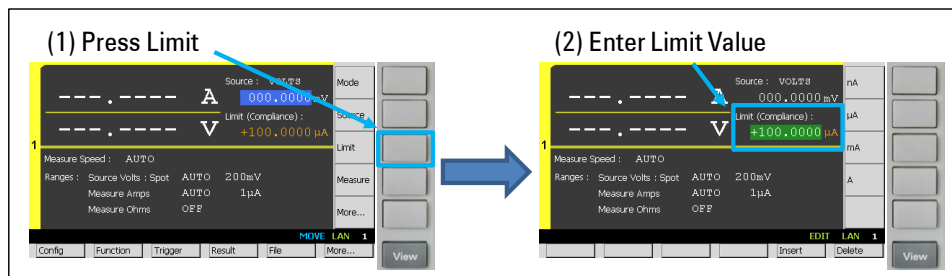 (1) Press Limit
(2) Enter Limit Value
Source : VOLTS
---.---- A 000.0000 mV
Limit (Compliance) :
---.---- V +100.0000 µA
1
Measure Speed : AUTO
Ranges : Source Volts : Spot AUTO 200mV
Measure Amps AUTO 1µA
Measure Ohms OFF
MOVE LAN 1
Mode
Source
Limit
Measure
More...
Config Function Trigger Result File More...
View
Source : VOLTS
---.---- A 000.0000 mV
Limit (Compliance) :
---.---- V +100.0000 µA
1
Measure Speed : AUTO
Ranges : Source Volts : Spot AUTO 200mV
Measure Amps AUTO 1µA
Measure Ohms OFF
EDIT LAN 1
nA
µA
mA
A
Insert Delete
View